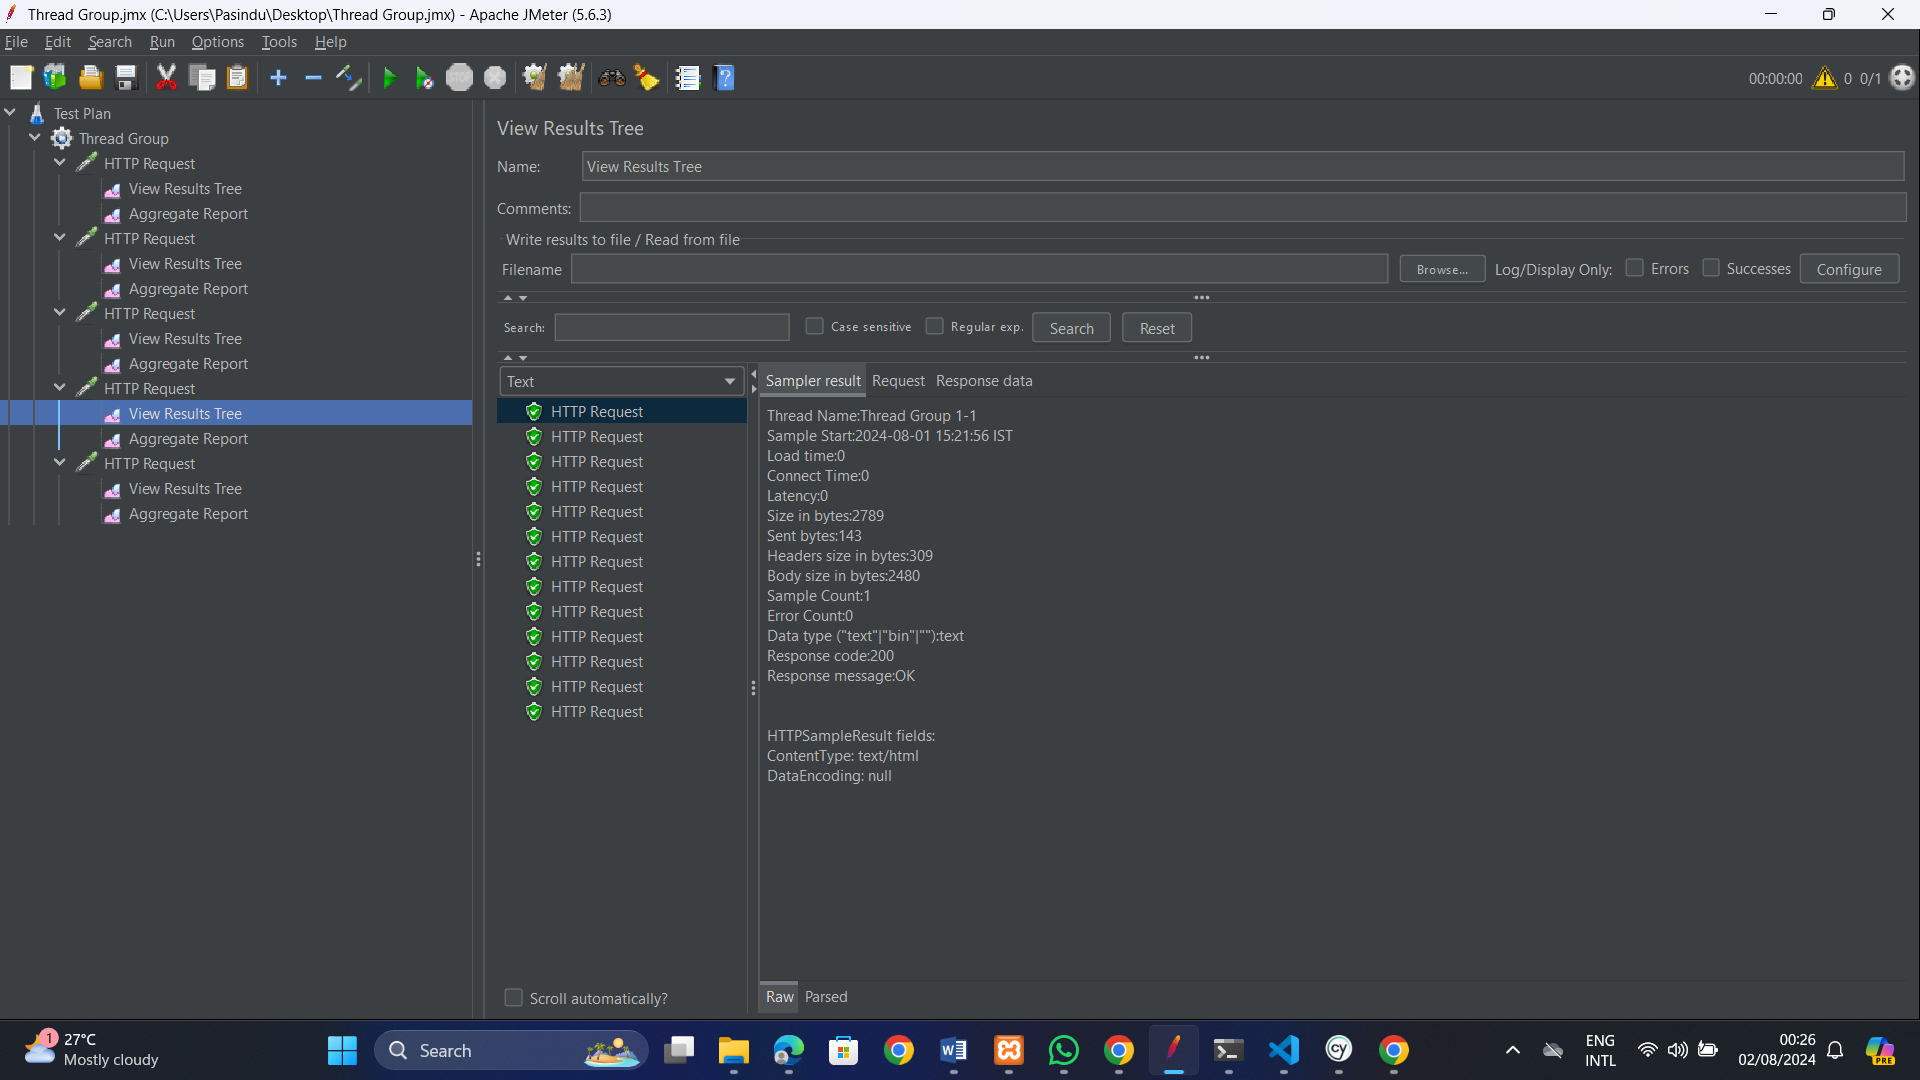 Thread Group.jmx (C:\Users\Pasindu\Desktop\Thread Group.jmx) - Apache JMeter (5.6.3)
File Edit Search Run Options Tools Help
STOP
00:00:00 0 0/1
Test Plan
Thread Group
HTTP Request
View Results Tree
Aggregate Report
HTTP Request
View Results Tree
Aggregate Report
HTTP Request
View Results Tree
Aggregate Report
HTTP Request
View Results Tree
Aggregate Report
HTTP Request
View Results Tree
Aggregate Report
View Results Tree
Name: View Results Tree
Comments:
Write results to file / Read from file
Filename Browse... Log/Display Only: Errors Successes Configure
Search: Case sensitive Regular exp. Search Reset
Text
HTTP Request
HTTP Request
HTTP Request
HTTP Request
HTTP Request
HTTP Request
HTTP Request
HTTP Request
HTTP Request
HTTP Request
HTTP Request
HTTP Request
HTTP Request
Scroll automatically?
Sampler result Request Response data
Thread Name:Thread Group 1-1
Sample Start:2024-08-01 15:21:56 IST
Load time:0
Connect Time:0
Latency:0
Size in bytes:2789
Sent bytes:143
Headers size in bytes:309
Body size in bytes:2480
Sample Count:1
Error Count:0
Data type ("text"|"bin"|""):text
Response code:200
Response message:OK
HTTPSampleResult fields:
ContentType: text/html
DataEncoding: null
Raw Parsed
1
27°C
Mostly cloudy
Search
CY
ENG
INTL
00:26
02/08/2024
PRE